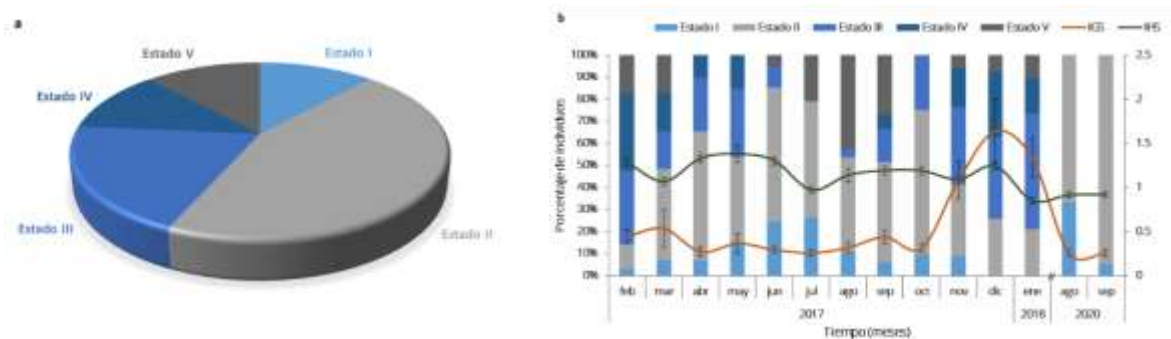 a
Estado V
Estado I
Estado IV
Estado III
Estado II
b
Estado I Estado II Estado III Estado IV Estado V IGS IHS
100%
90%
80%
70%
60%
50%
40%
30%
20%
10%
0%
Porcentaje de individuos
2.5
2
1.5
1
0.5
0
feb mar abr may jun jul ago sep oct nov dic ene ago sep
2017 2018 2020
Tiempo (meses)